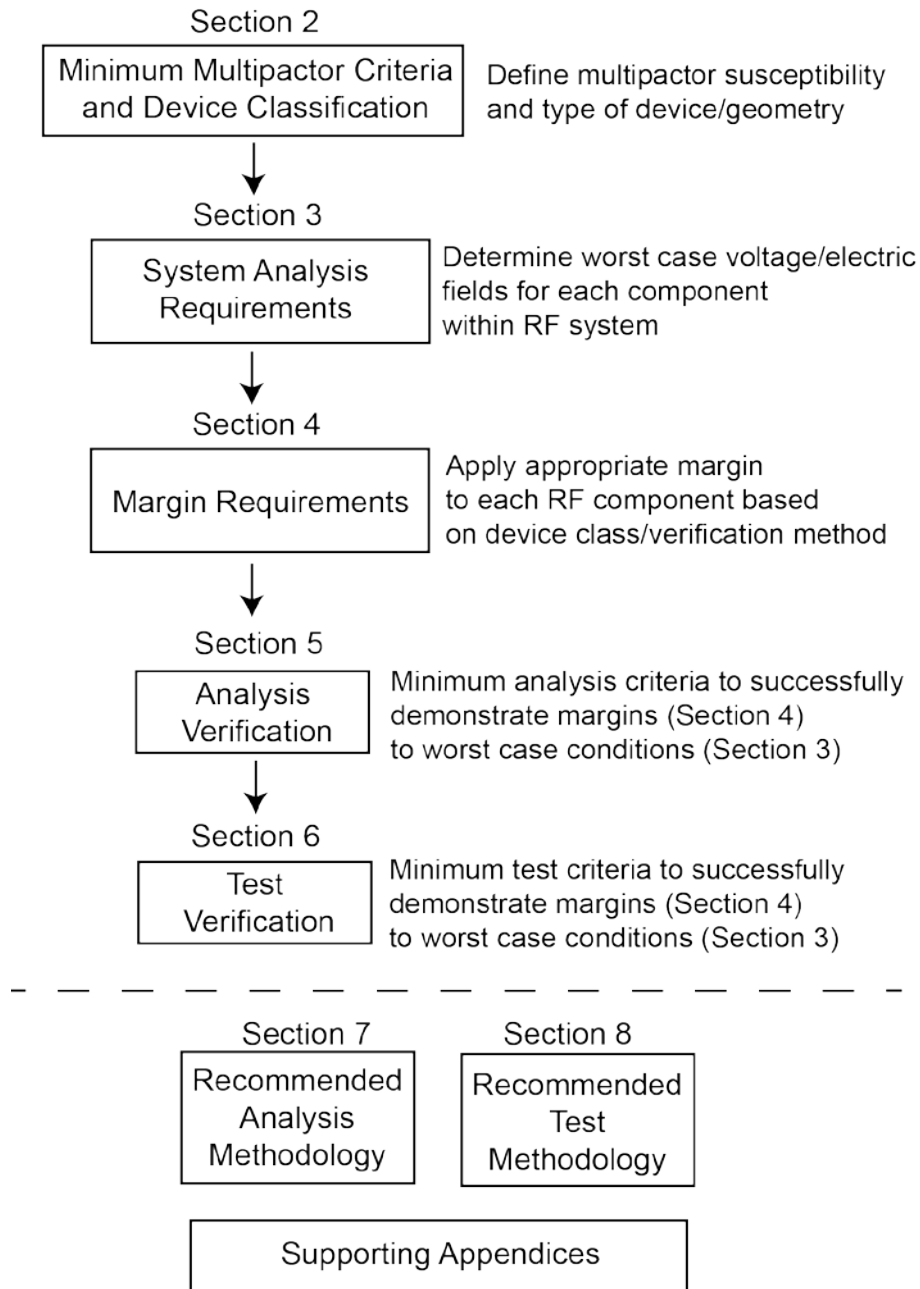 Section 2
Minimum Multipactor Criteria
and Device Classification
Define multipactor susceptibility
and type of device/geometry
Section 3
System Analysis
Requirements
Determine worst case voltage/electric
fields for each component
within RF system
Section 4
Margin Requirements
Apply appropriate margin
to each RF component based
on device class/verification method
Section 5
Analysis
Verification
Minimum analysis criteria to successfully
demonstrate margins (Section 4)
to worst case conditions (Section 3)
Section 6
Test
Verification
Minimum test criteria to successfully
demonstrate margins (Section 4)
to worst case conditions (Section 3)
Section 7
Recommended
Analysis
Methodology
Section 8
Recommended
Test
Methodology
Supporting Appendices